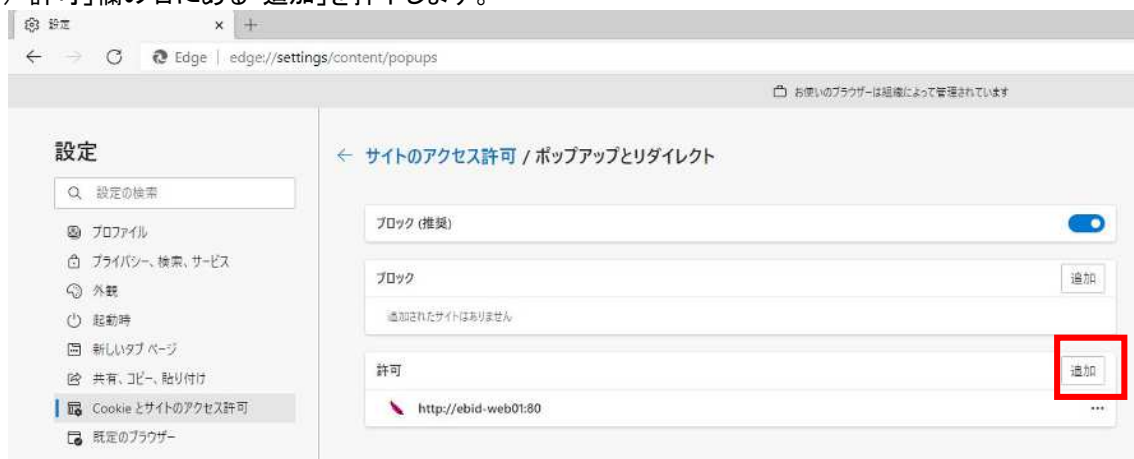 許可」欄の右にある「追加」を押下します。
設定
Edge | edge://settings/content/popups
お使いのブラウザーは組織によって管理されています
設定
設定の検索
プロファイル
プライバシー、検索、サービス
外観
起動時
新しいタブ ページ
共有、コピー、貼り付け
Cookie とサイトのアクセス許可
既定のブラウザー
サイトのアクセス許可 / ポップアップとリダイレクト
ブロック (推奨)
ブロック
追加
追加されたサイトはありません
許可
追加
http://ebid-web01:80